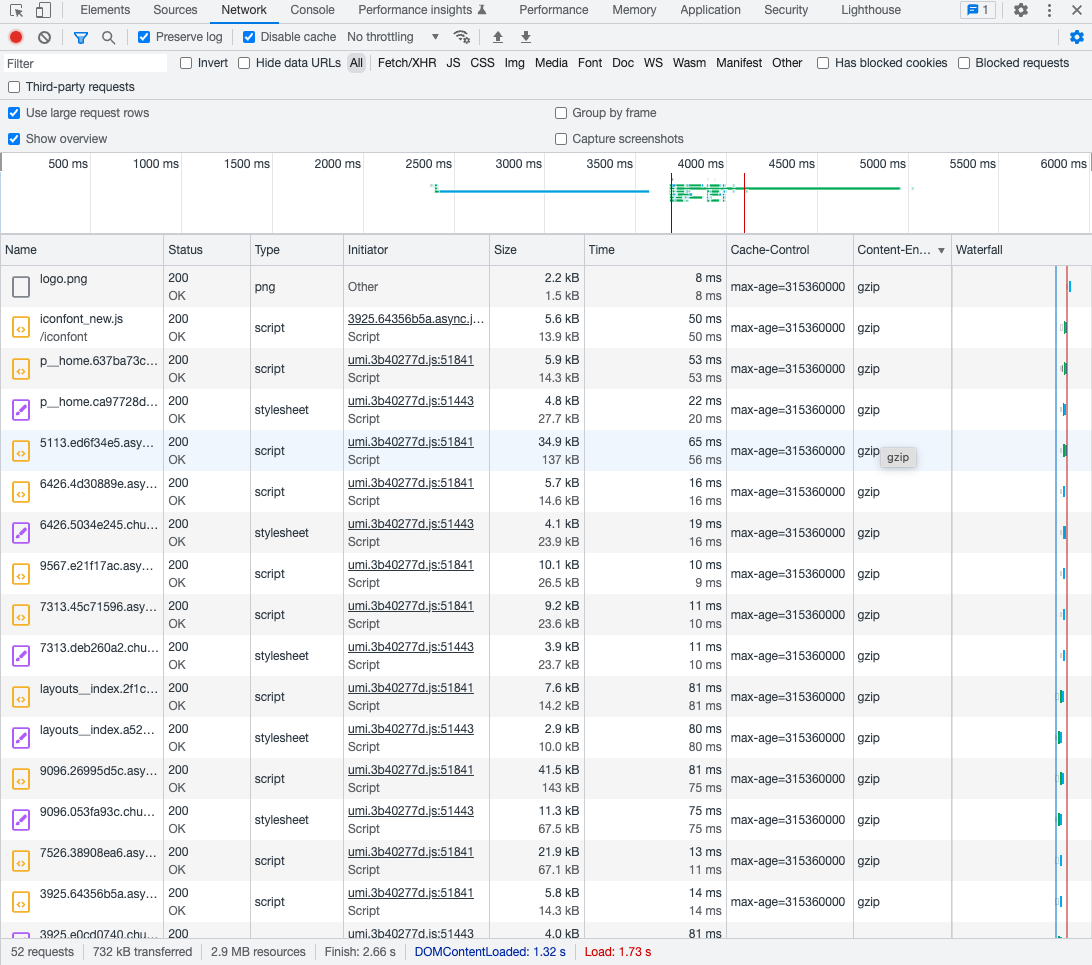 Elements Sources Network Console Performance insights Performance Memory Application Security Lighthouse 1
Preserve log Disable cache No throttling
Filter Invert Hide data URLs All Fetch/XHR JS CSS Img Media Font Doc WS Wasm Manifest Other Has blocked cookies Blocked requests
Third-party requests
Use large request rows Group by frame
Show overview Capture screenshots
500 ms 1000 ms 1500 ms 2000 ms 2500 ms 3000 ms 3500 ms 4000 ms 4500 ms 5000 ms 5500 ms 6000 ms
Name Status Type Initiator Size Time Cache-Control Content-En... Waterfall
logo.png 200 png Other 2.2 kB 8 ms max-age=315360000 gzip
OK 1.5 kB 8 ms
iconfont_new.js 200 script 3925.64356b5a.async.j... 5.6 kB 50 ms max-age=315360000 gzip
/iconfont OK Script 13.9 kB 50 ms
p__home.637ba73c... 200 script umi.3b40277d.js:51841 5.9 kB 53 ms max-age=315360000 gzip
OK Script 14.3 kB 53 ms
p__home.ca97728d... 200 stylesheet umi.3b40277d.js:51443 4.8 kB 22 ms max-age=315360000 gzip
OK Script 27.7 kB 20 ms
5113.ed6f34e5.asy... 200 script umi.3b40277d.js:51841 34.9 kB 65 ms max-age=315360000 gzip gzip
OK Script 137 kB 56 ms
6426.4d30889e.asy... 200 script umi.3b40277d.js:51841 5.7 kB 16 ms max-age=315360000 gzip
OK Script 14.6 kB 16 ms
6426.5034e245.chu... 200 stylesheet umi.3b40277d.js:51443 4.1 kB 19 ms max-age=315360000 gzip
OK Script 23.9 kB 16 ms
9567.e21f17ac.asy... 200 script umi.3b40277d.js:51841 10.1 kB 10 ms max-age=315360000 gzip
OK Script 26.5 kB 9 ms
7313.45c71596.asy... 200 script umi.3b40277d.js:51841 9.2 kB 11 ms max-age=315360000 gzip
OK Script 23.6 kB 10 ms
7313.deb260a2.chu... 200 stylesheet umi.3b40277d.js:51443 3.9 kB 11 ms max-age=315360000 gzip
OK Script 23.7 kB 10 ms
layouts__index.2f1c... 200 script umi.3b40277d.js:51841 7.6 kB 81 ms max-age=315360000 gzip
OK Script 14.2 kB 81 ms
layouts__index.a52... 200 stylesheet umi.3b40277d.js:51443 2.9 kB 80 ms max-age=315360000 gzip
OK Script 10.0 kB 80 ms
9096.26995d5c.asy... 200 script umi.3b40277d.js:51841 41.5 kB 81 ms max-age=315360000 gzip
OK Script 143 kB 75 ms
9096.053fa93c.chu... 200 stylesheet umi.3b40277d.js:51443 11.3 kB 75 ms max-age=315360000 gzip
OK Script 67.5 kB 75 ms
7526.38908ea6.asy... 200 script umi.3b40277d.js:51841 21.9 kB 13 ms max-age=315360000 gzip
OK Script 67.1 kB 11 ms
3925.64356b5a.asy... 200 script umi.3b40277d.js:51841 5.8 kB 14 ms max-age=315360000 gzip
OK Script 14.3 kB 14 ms
3925.e0cd0740.chu... 200 umi.3b40277d.js:51443 4.0 kB 81 ms
52 requests 732 kB transferred 2.9 MB resources Finish: 2.66 s DOMContentLoaded: 1.32 s Load: 1.73 s